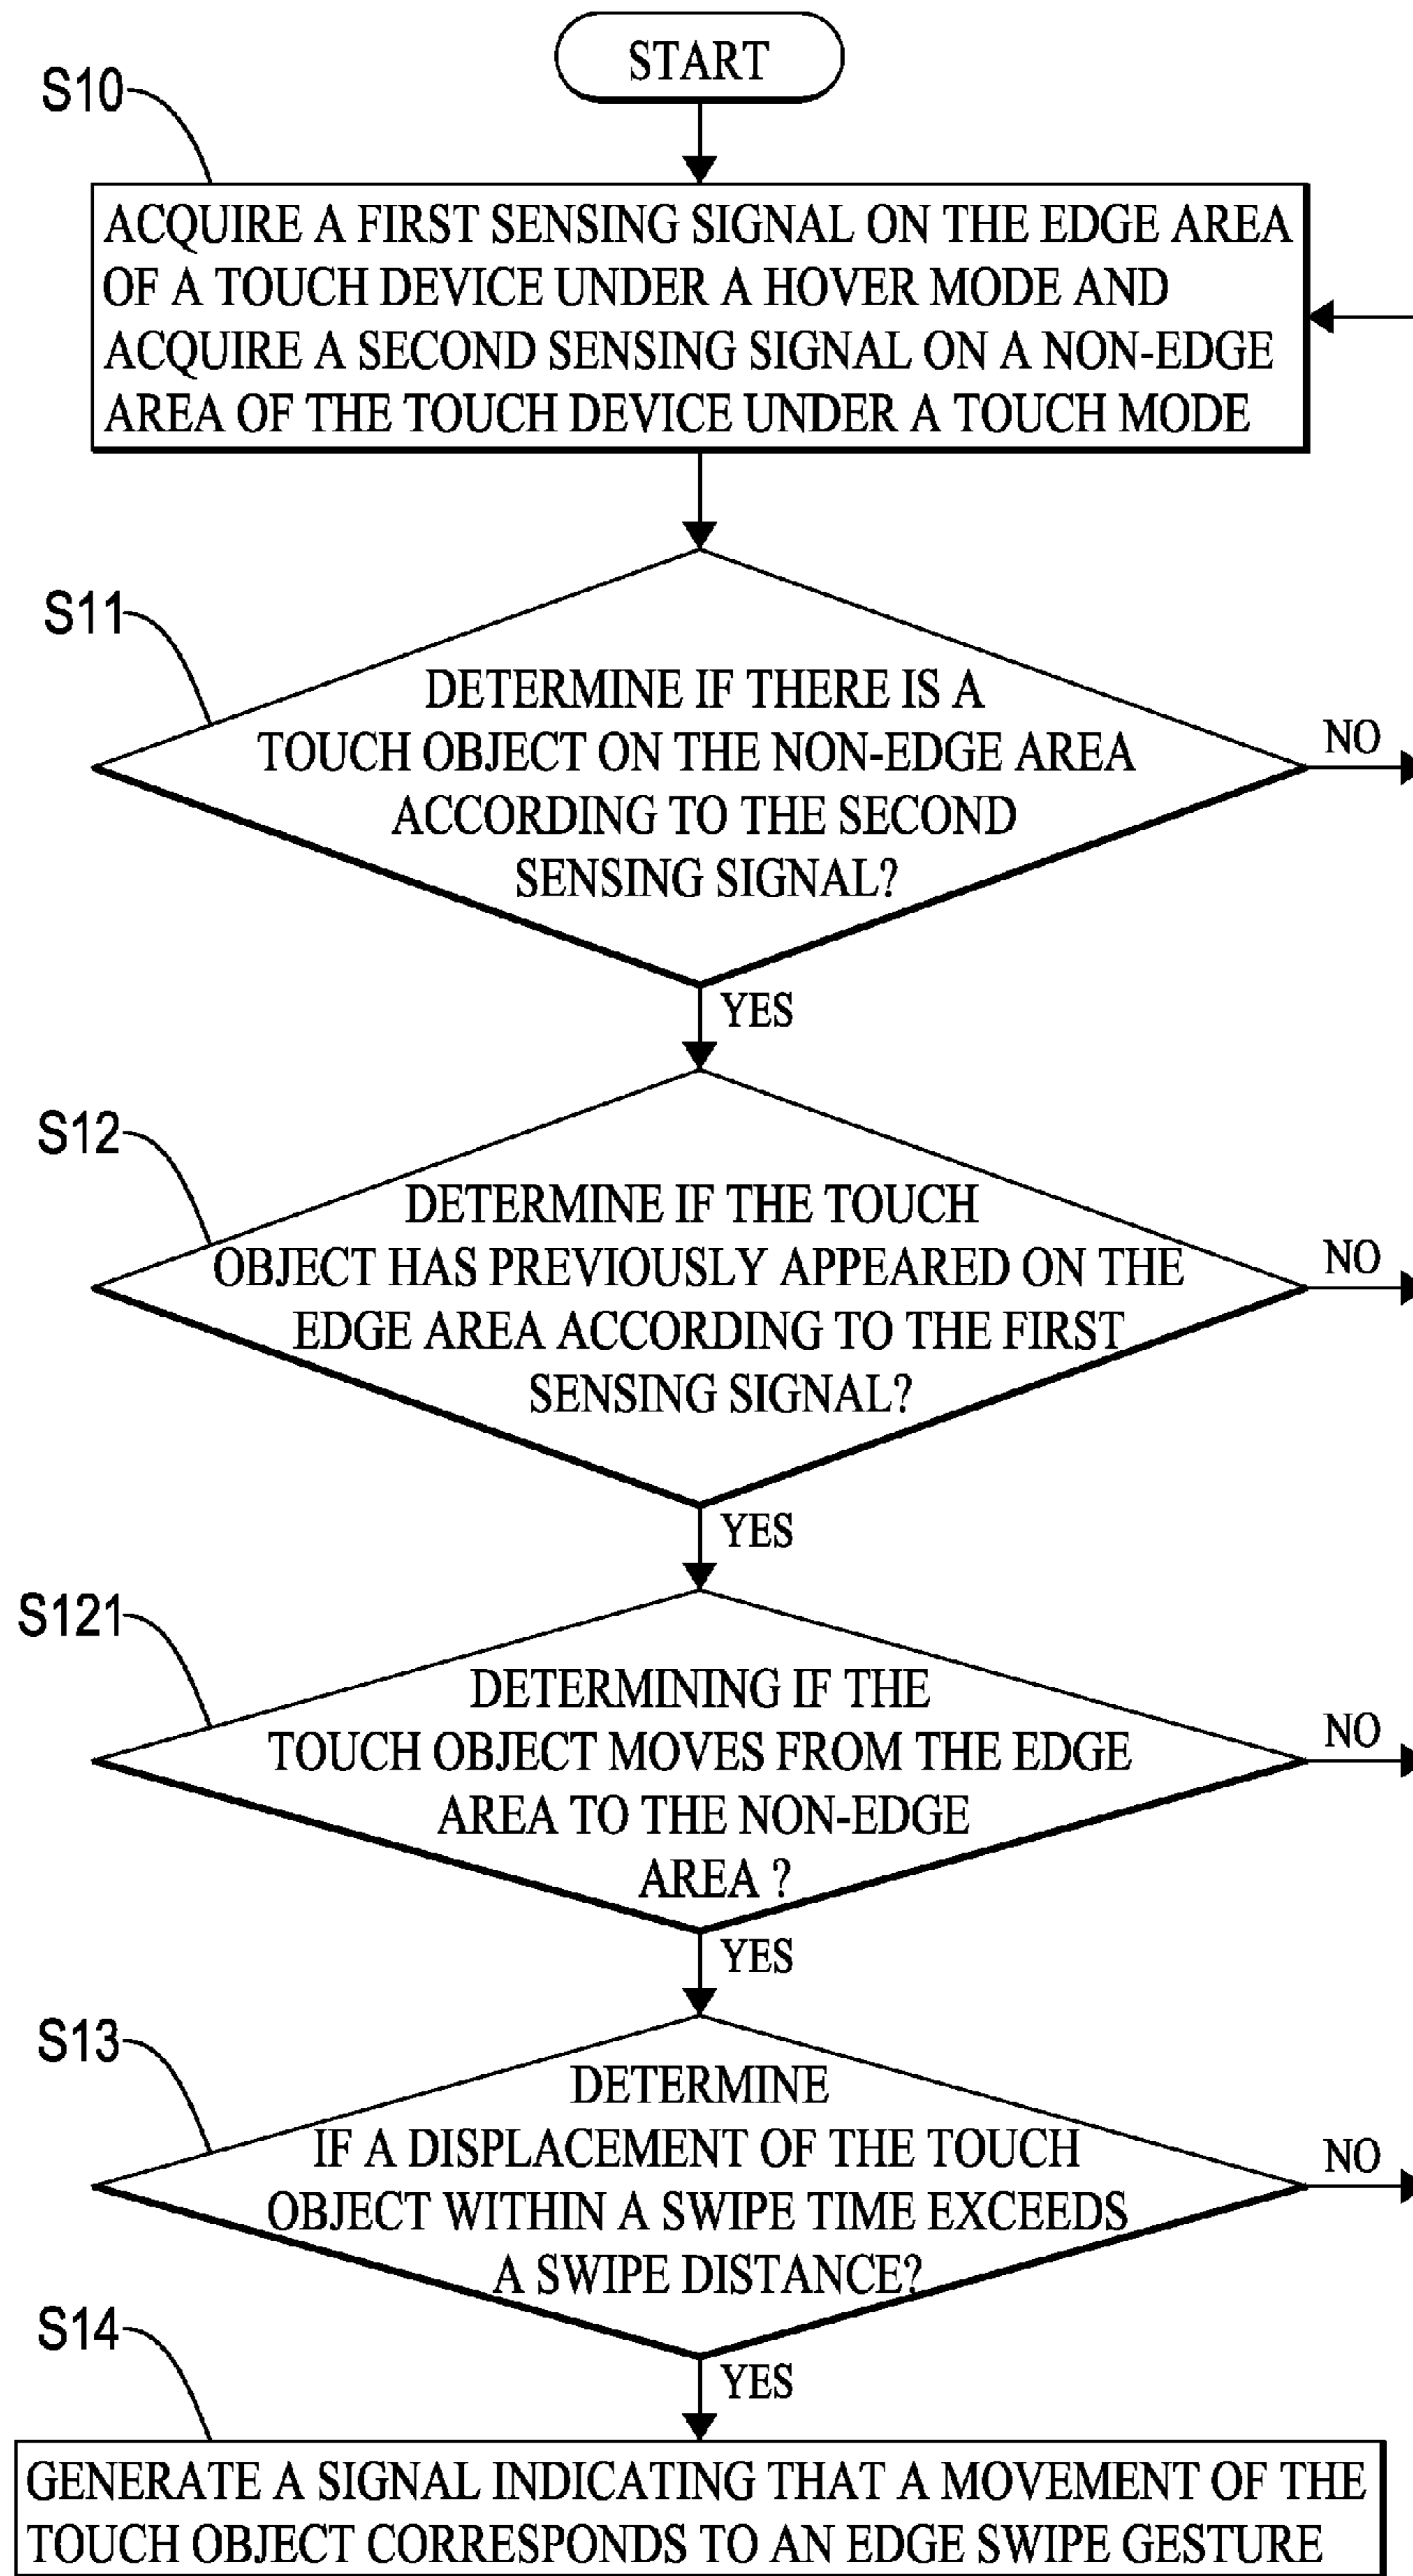 START
S10
ACQUIRE A FIRST SENSING SIGNAL ON THE EDGE AREA
OF A TOUCH DEVICE UNDER A HOVER MODE AND
ACQUIRE A SECOND SENSING SIGNAL ON A NON-EDGE
AREA OF THE TOUCH DEVICE UNDER A TOUCH MODE
S11
DETERMINE IF THERE IS A
TOUCH OBJECT ON THE NON-EDGE AREA
ACCORDING TO THE SECOND
SENSING SIGNAL?
NO
YES
S12
DETERMINE IF THE TOUCH
OBJECT HAS PREVIOUSLY APPEARED ON THE
EDGE AREA ACCORDING TO THE FIRST
SENSING SIGNAL?
NO
YES
S121
DETERMINING IF THE
TOUCH OBJECT MOVES FROM THE EDGE
AREA TO THE NON-EDGE
AREA ?
NO
YES
S13
DETERMINE
IF A DISPLACEMENT OF THE TOUCH
OBJECT WITHIN A SWIPE TIME EXCEEDS
A SWIPE DISTANCE?
NO
YES
S14
GENERATE A SIGNAL INDICATING THAT A MOVEMENT OF THE
TOUCH OBJECT CORRESPONDS TO AN EDGE SWIPE GESTURE